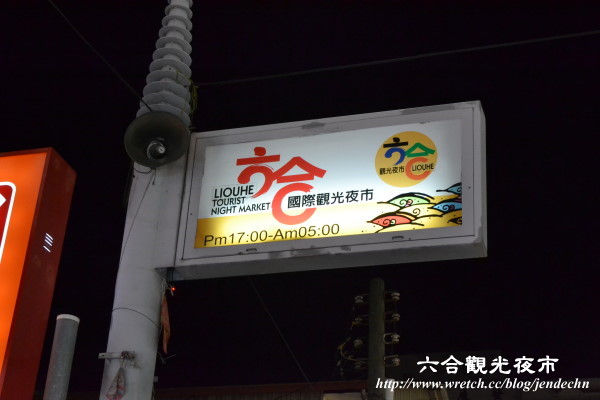 六合
LIOUHE
TOURIST
NIGHT MARKET
國際觀光夜市
Pm17:00-Am05:00
六合
觀光夜市
LIOUHE
六合觀光夜市
http://www.wretch.cc/blog/jendechn